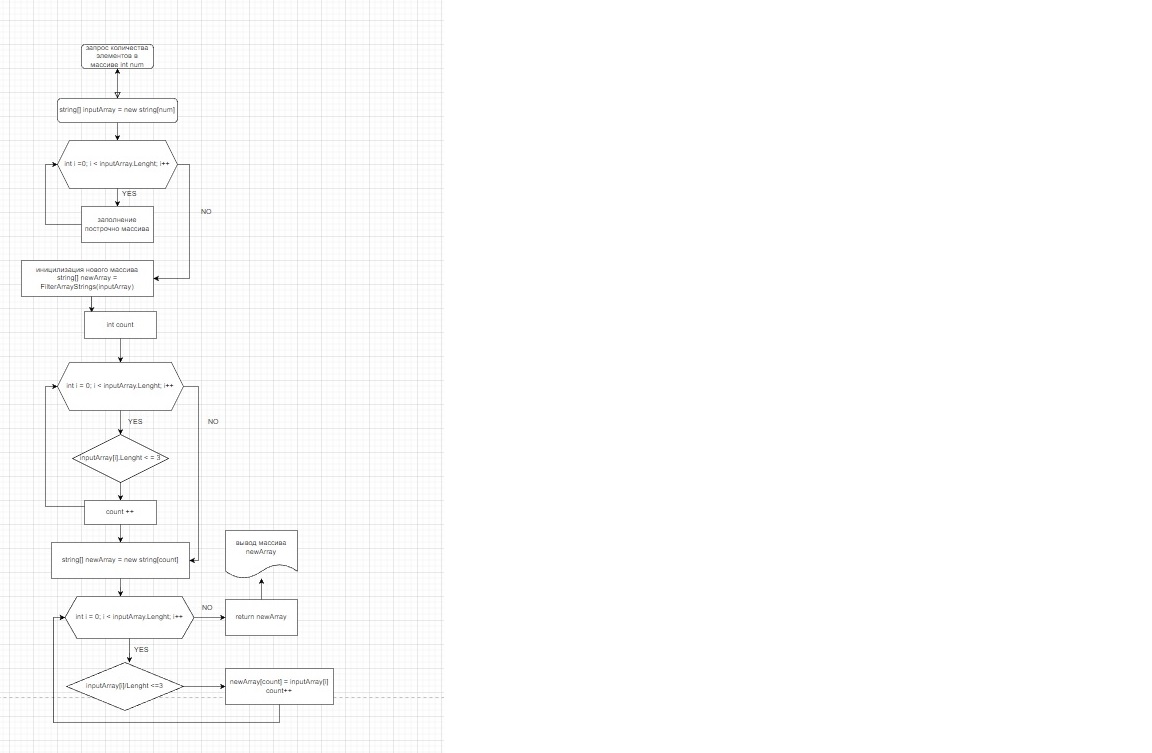 запрос количества
элементов в
массиве int num
string[] inputArray = new string[num]
int i =0; i < inputArray.Lenght; i++
YES
NO
заполнение
построчно массива
иницилизация нового массива
string[] newArray =
FilterArrayStrings(inputArray)
int count
int i = 0; i < inputArray.Lenght; i++
YES
NO
inputArray[i].Lenght < = 3
count ++
string[] newArray = new string[count]
вывод массива
newArray
int i = 0; i < inputArray.Lenght; i++
NO
return newArray
YES
inputArray[i]/Lenght <=3
newArray[count] = inputArray[i]
count++